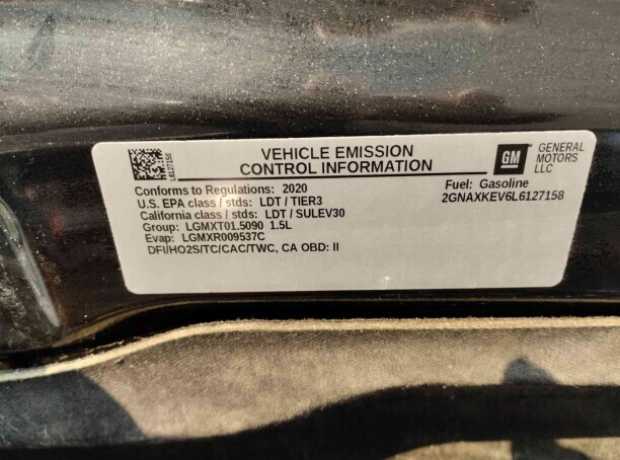 VEHICLE EMISSION
CONTROL INFORMATION
L6127158
GM
GENERAL
MOTORS
LLC
Conforms to Regulations: 2020
U.S. EPA class / stds: LDT / TIER3
California class / stds: LDT / SULEV30
Group: LGMXT01.5090 1.5L
Evap: LGMXR009537C
DFI/HO2S/TC/CAC/TWC, CA OBD: II
Fuel: Gasoline
2GNAXKEV6L6127158